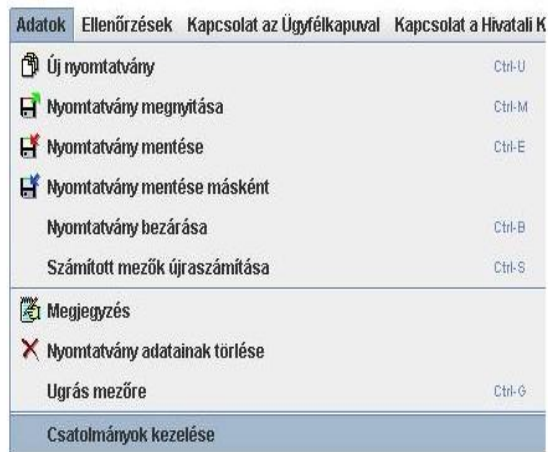 Adatok Ellenőrzések Kapcsolat az Ügyfélkapuval Kapcsolat a Hivatali K
Új nyomtatvány Ctrl-U
Nyomtatvány megnyitása Ctrl-M
Nyomtatvány mentése Ctrl-E
Nyomtatvány mentése másként
Nyomtatvány bezárása Ctrl-B
Számított mezők újraszámítása Ctrl-S
Megjegyzés
Nyomtatvány adatainak törlése
Ugrás mezőre Ctrl-G
Csatolmányok kezelése